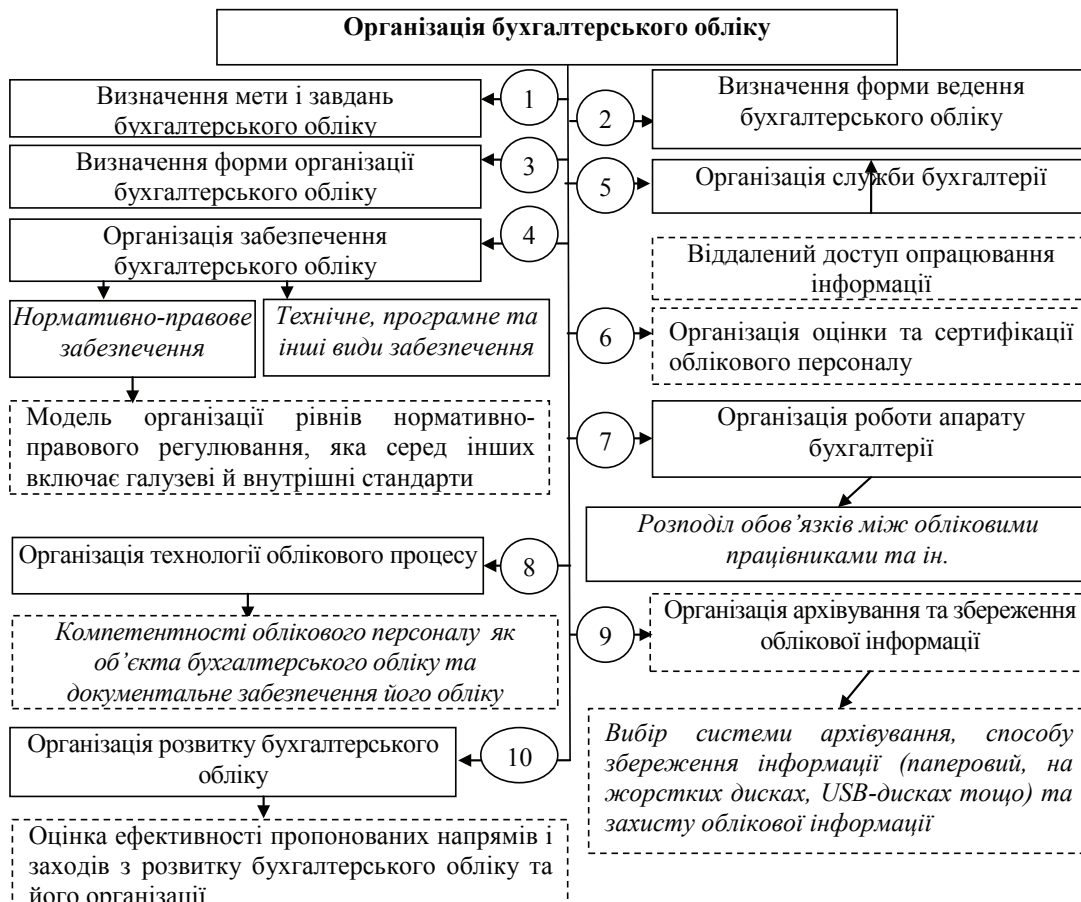 Організація бухгалтерського обліку
1
Визначення мети і завдань
бухгалтерського обліку
2
Визначення форми ведення
бухгалтерського обліку
3
Визначення форми організації
бухгалтерського обліку
5
Організація служби бухгалтерії
4
Організація забезпечення
бухгалтерського обліку
Віддалений доступ опрацювання
інформації
Нормативно-правове
забезпечення
Технічне, програмне та
інші види забезпечення
6
Організація оцінки та сертифікації
облікового персоналу
Модель організації рівнів нормативно-
правового регулювання, яка серед інших
включає галузеві й внутрішні стандарти
7
Організація роботи апарату
бухгалтерії
Розподіл обов’язків між обліковими
працівниками та ін.
8
Організація технології облікового процесу
Компетентності облікового персоналу як
об’єкта бухгалтерського обліку та
документальне забезпечення його обліку
9
Організація архівування та збереження
облікової інформації
Вибір системи архівування, способу
збереження інформації (паперовий, на
жорстких дисках, USB-дисках тощо) та
захисту облікової інформації
10
Організація розвитку бухгалтерського
обліку
Оцінка ефективності пропонованих напрямів і
заходів з розвитку бухгалтерського обліку та
його організації